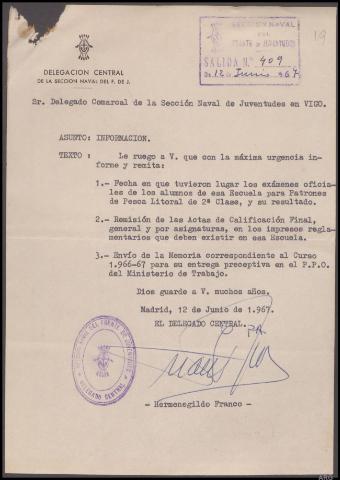 SECCION NAVAL
DEL
FRENTE DE JUVENTUDES
SALIDA N.º 409
de 12 de Junio de 1967
19
DELEGACION CENTRAL
DE LA SECCION NAVAL DEL F. DE J.
Sr. Delegado Comarcal de la Sección Naval de Juventudes en VIGO.
ASUNTO: INFORMACION.
TEXTO : Le ruego a V. que con la máxima urgencia in-
forme y remita:
1.- Fecha en que tuvieron lugar los exámenes oficia-
les de los alumnos de esa Escuela para Patrones
de Pesca Litoral de 2ª Clase, y su resultado.
2.- Remisión de las Actas de Calificación Final,
general y por asignaturas, en los impresos regla-
mentarios que deben existir en esa Escuela.
3.- Envío de la Memoria correspondiente al Curso
1.966-67 para su entrega preceptiva en el P.P.O.
del Ministerio de Trabajo.
Dios guarde a V. muchos años.
Madrid, 12 de Junio de 1.967.
EL DELEGADO CENTRAL.
P.A.
SECCION NAVAL DEL FRENTE DE JUVENTUDES
DELEGADO CENTRAL
- Hermenegildo Franco -